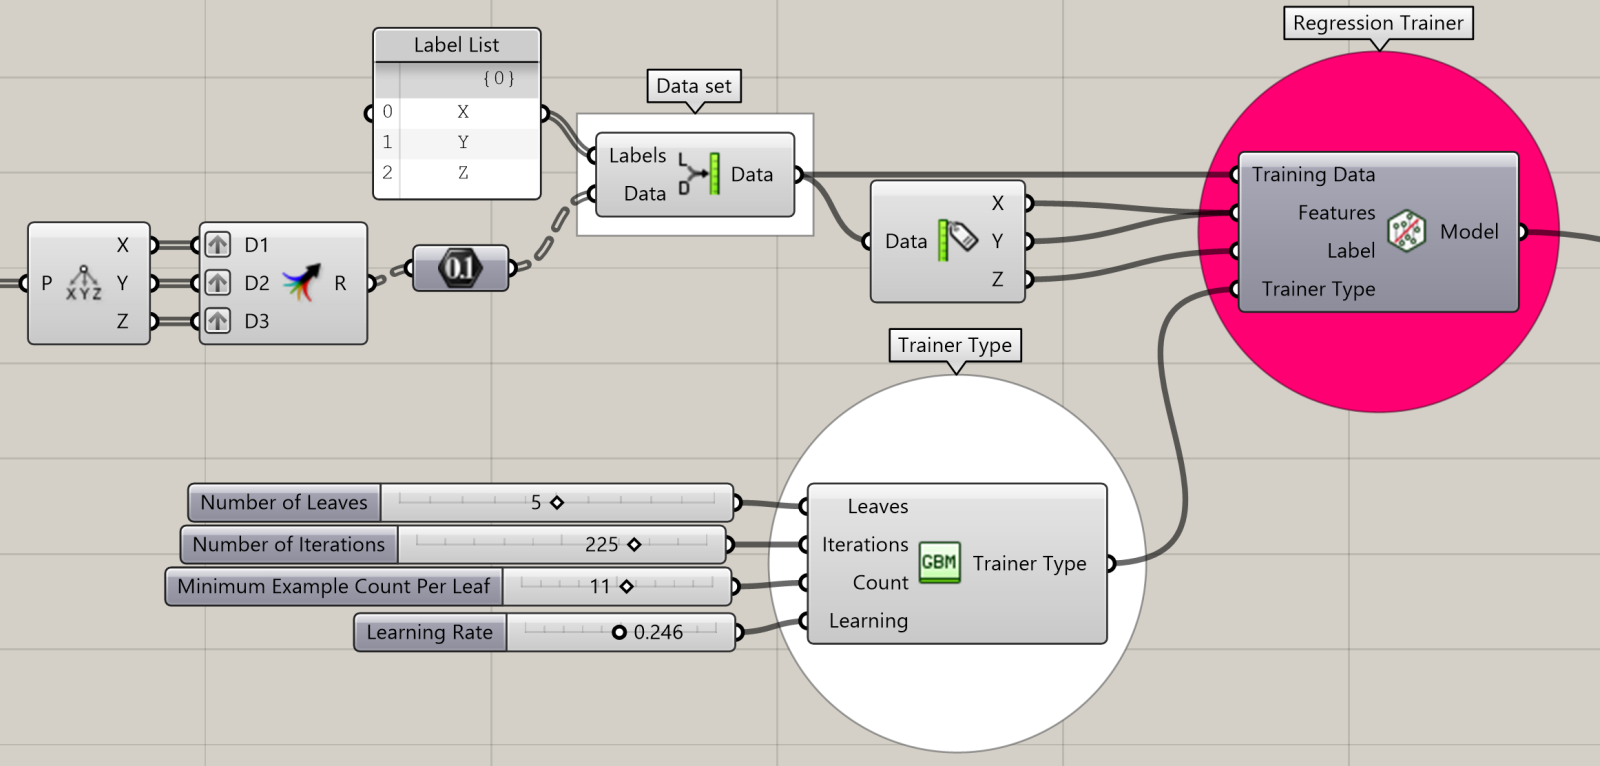 Regression Trainer
Label List
{0}
0 X
1 Y
2 Z
Data set
Labels
Data
L
D
Data
Training Data
Features
Label
Trainer Type
Model
Data
X
Y
Z
P
XYZ
X
Y
Z
D1
D2
D3
R
0.1
Trainer Type
Number of Leaves 5
Number of Iterations 225
Minimum Example Count Per Leaf 11
Learning Rate 0.246
Leaves
Iterations
Count
Learning
GBM
Trainer Type